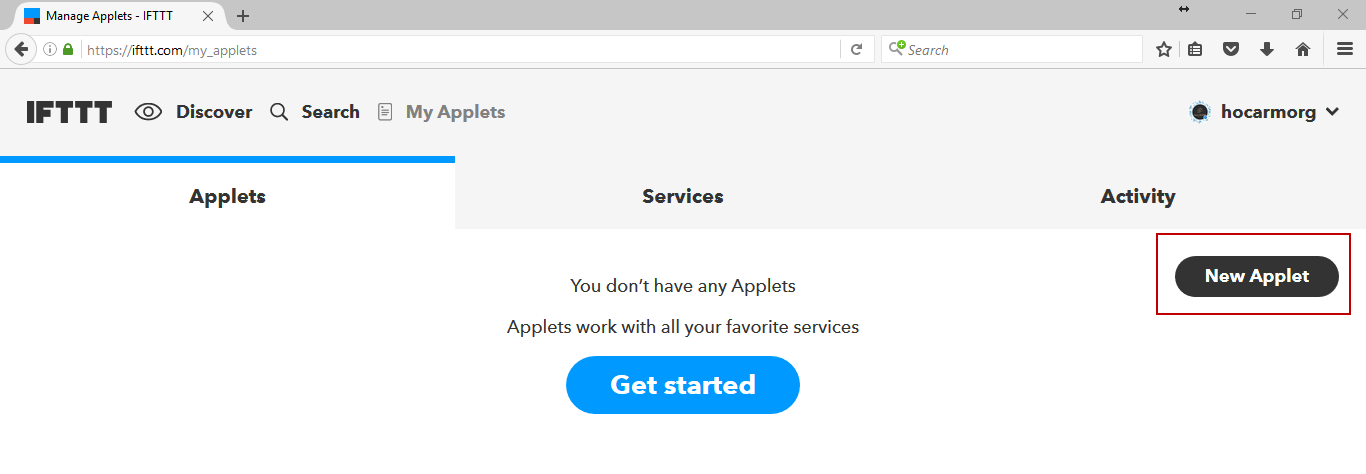 Manage Applets - IFTTT
https://ifttt.com/my_applets
Search
IFTTT Discover Search My Applets hocarmorg
Applets Services Activity
New Applet
You don't have any Applets
Applets work with all your favorite services
Get started